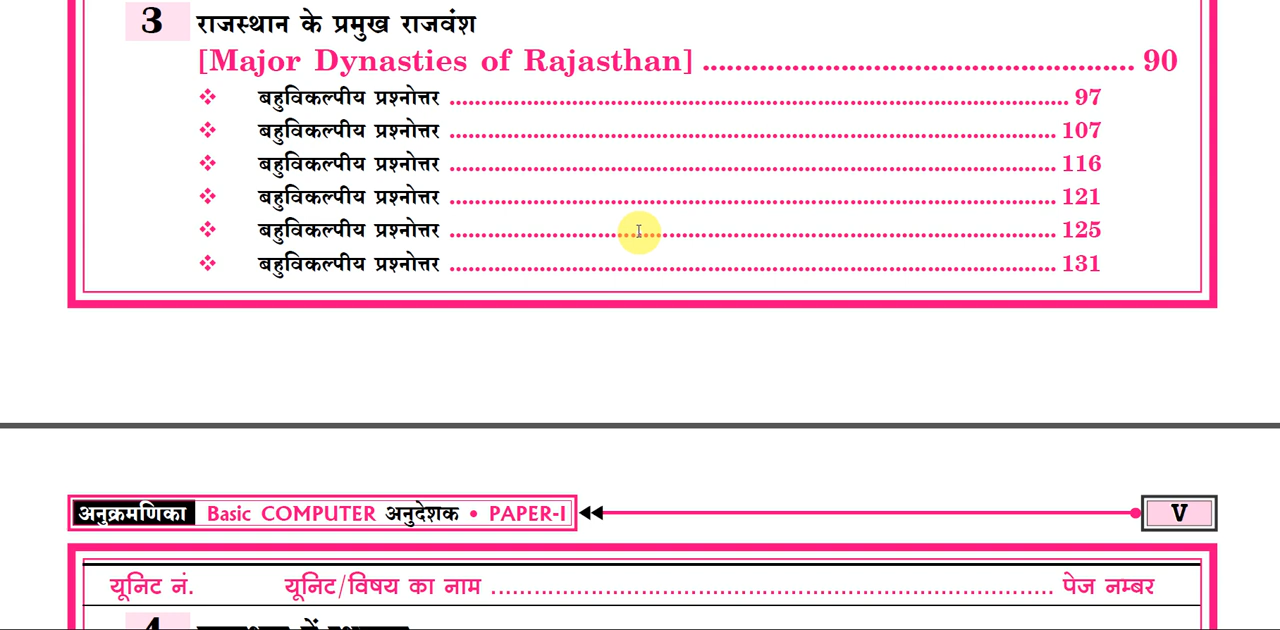 3 राजस्थान के प्रमुख राजवंश
[Major Dynasties of Rajasthan] ........................................................ 90
❖ बहुविकल्पीय प्रश्नोत्तर ........................................................ 97
❖ बहुविकल्पीय प्रश्नोत्तर ........................................................ 107
❖ बहुविकल्पीय प्रश्नोत्तर ........................................................ 116
❖ बहुविकल्पीय प्रश्नोत्तर ........................................................ 121
❖ बहुविकल्पीय प्रश्नोत्तर ........................................................ 125
❖ बहुविकल्पीय प्रश्नोत्तर ........................................................ 131
अनुक्रमणिका Basic COMPUTER अनुदेशक • PAPER-I V
यूनिट नं. यूनिट/विषय का नाम ........................................................ पेज नम्बर
4